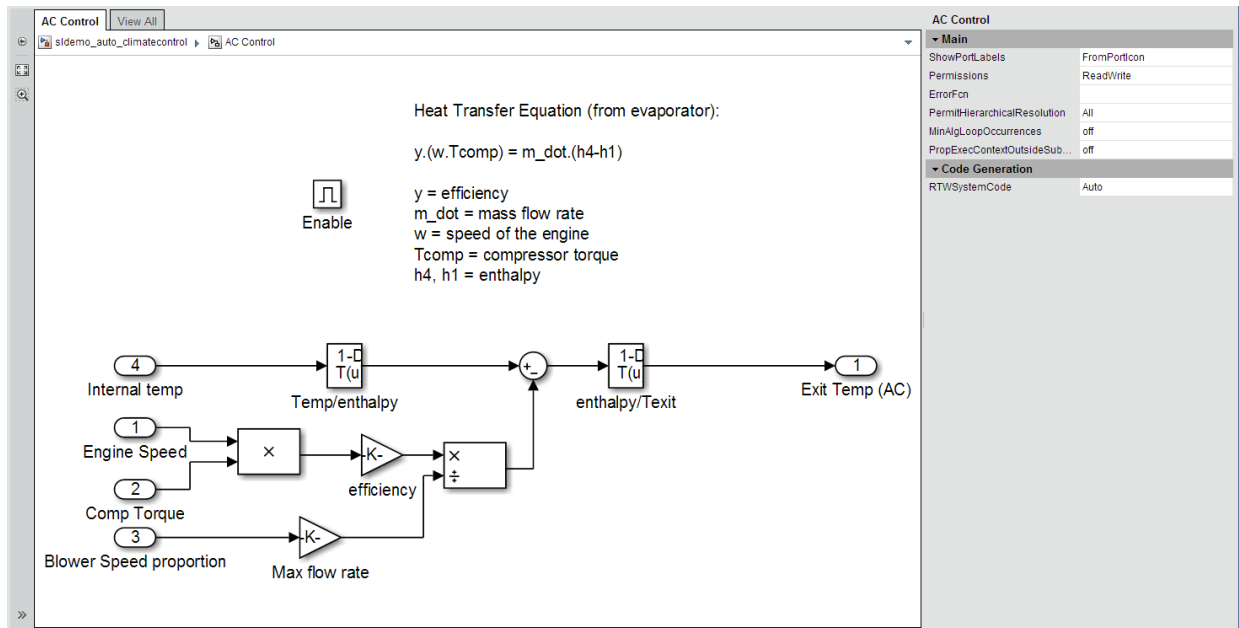 AC Control
View All
sldemo_auto_climatecontrol
AC Control
Heat Transfer Equation (from evaporator):
y.(w.Tcomp) = m_dot.(h4-h1)
y = efficiency
m_dot = mass flow rate
w = speed of the engine
Tcomp = compressor torque
h4, h1 = enthalpy
Enable
4
Internal temp
1-D
T(u
Temp/enthalpy
+
-
1-D
T(u
enthalpy/Texit
1
Exit Temp (AC)
1
Engine Speed
×
-K-
efficiency
×
÷
2
Comp Torque
3
Blower Speed proportion
-K-
Max flow rate
»
AC Control
Main
ShowPortLabels FromPortIcon
Permissions ReadWrite
ErrorFcn
PermitHierarchicalResolution All
MinAlgLoopOccurrences off
PropExecContextOutsideSub... off
Code Generation
RTWSystemCode Auto